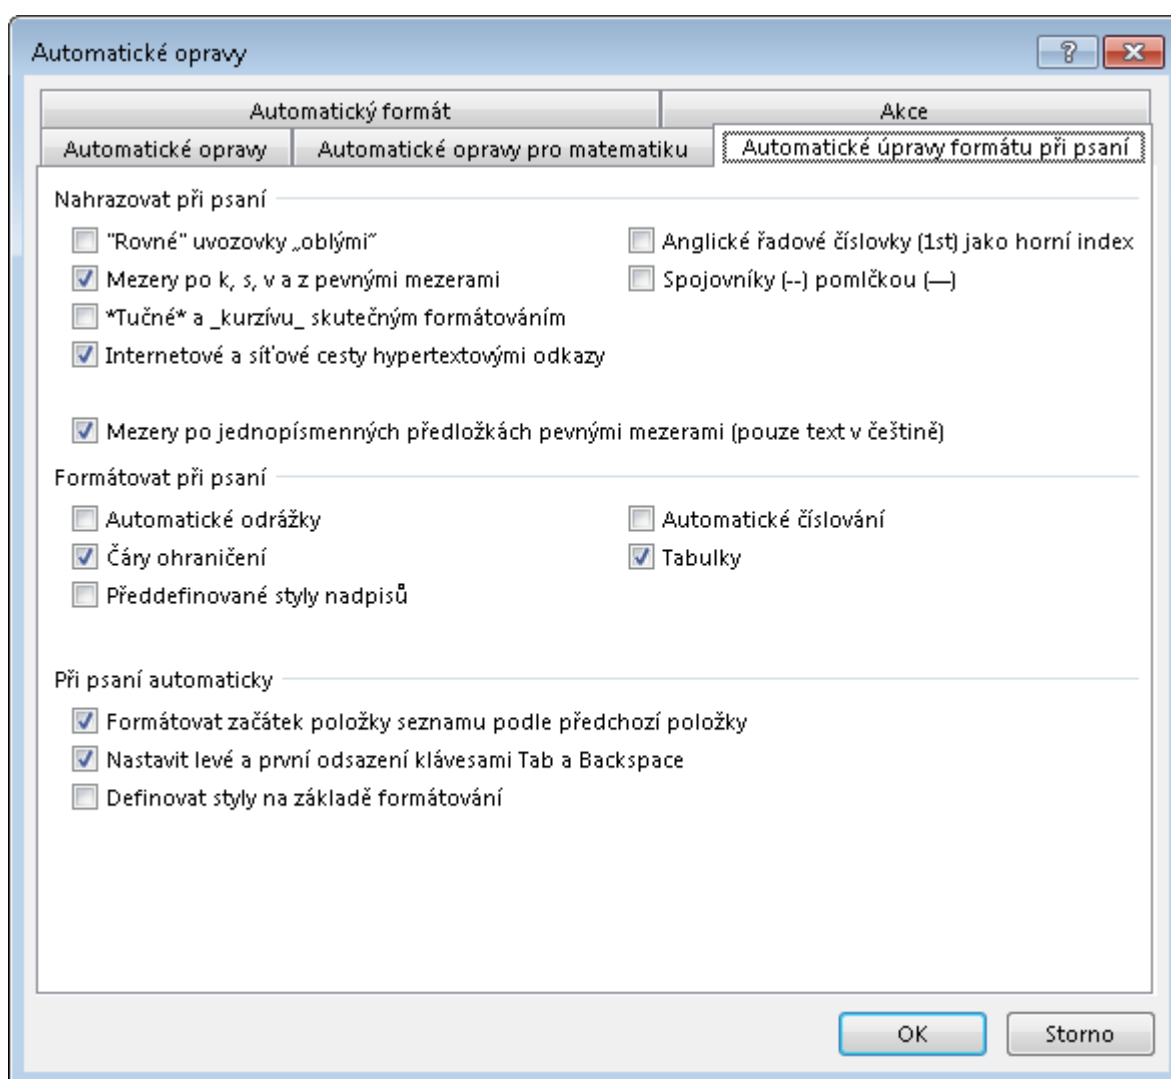 Automatické opravy
Automatický formát
Akce
Automatické opravy
Automatické opravy pro matematiku
Automatické úpravy formátu při psaní
Nahrazovat při psaní
"Rovné" uvozovky „oblými“
Anglické řadové číslovky (1st) jako horní index
Mezery po k, s, v a z pevnými mezerami
Spojovníky (--) pomlčkou (—)
*Tučné* a _kurzívu_ skutečným formátováním
Internetové a síťové cesty hypertextovými odkazy
Mezery po jednopísmenných předložkách pevnými mezerami (pouze text v češtině)
Formátovat při psaní
Automatické odrážky
Automatické číslování
Čáry ohraničení
Tabulky
Předdefinované styly nadpisů
Při psaní automaticky
Formátovat začátek položky seznamu podle předchozí položky
Nastavit levé a první odsazení klávesami Tab a Backspace
Definovat styly na základě formátování
OK
Storno